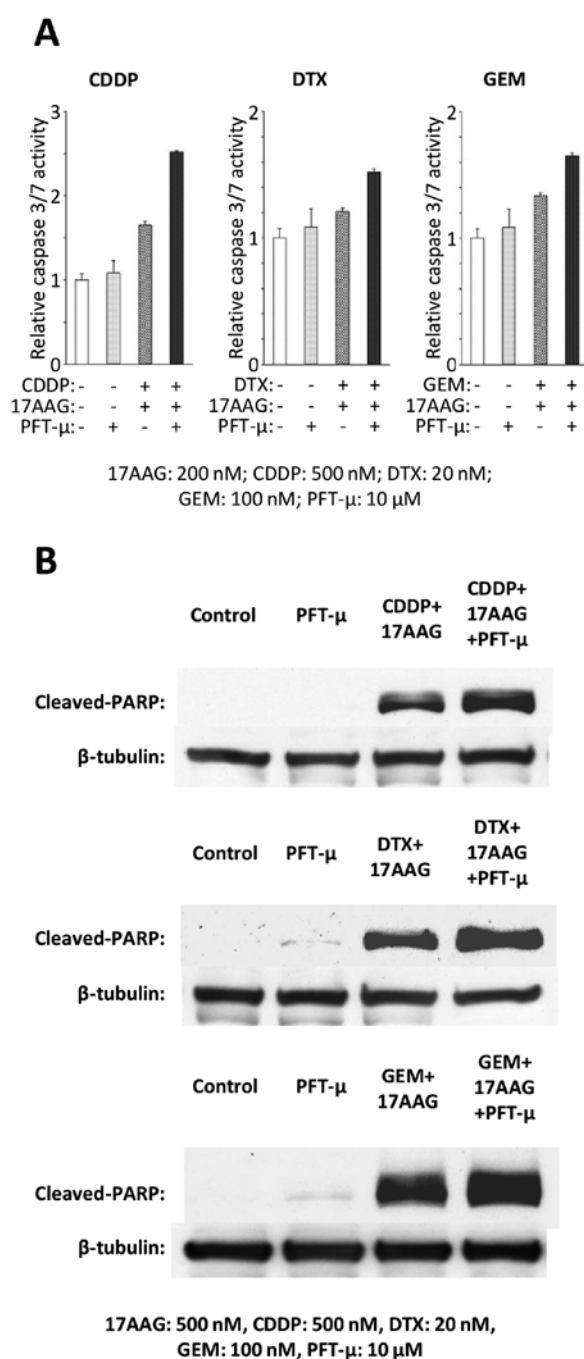 A
CDDP
DTX
GEM
Relative caspase 3/7 activity
3
2
1
0
Relative caspase 3/7 activity
2
1
0
Relative caspase 3/7 activity
2
1
0
CDDP: - - + +
17AAG: - - + +
PFT-μ: - + - +
DTX: - - + +
17AAG: - - + +
PFT-μ: - + - +
GEM: - - + +
17AAG: - - + +
PFT-μ: - + - +
17AAG: 200 nM; CDDP: 500nM; DTX: 20 nM;
GEM: 100 nM; PFT-μ: 10 μM
B
Control PFT-μ CDDP+ 17AAG CDDP+ 17AAG +PFT-μ
Cleaved-PARP:
β-tubulin:
Control PFT-μ DTX+ 17AAG DTX+ 17AAG +PFT-μ
Cleaved-PARP:
β-tubulin:
Control PFT-μ GEM+ 17AAG GEM+ 17AAG +PFT-μ
Cleaved-PARP:
β-tubulin:
17AAG: 500 nM, CDDP: 500 nM, DTX: 20 nM,
GEM: 100 nM, PFT-μ: 10 μM